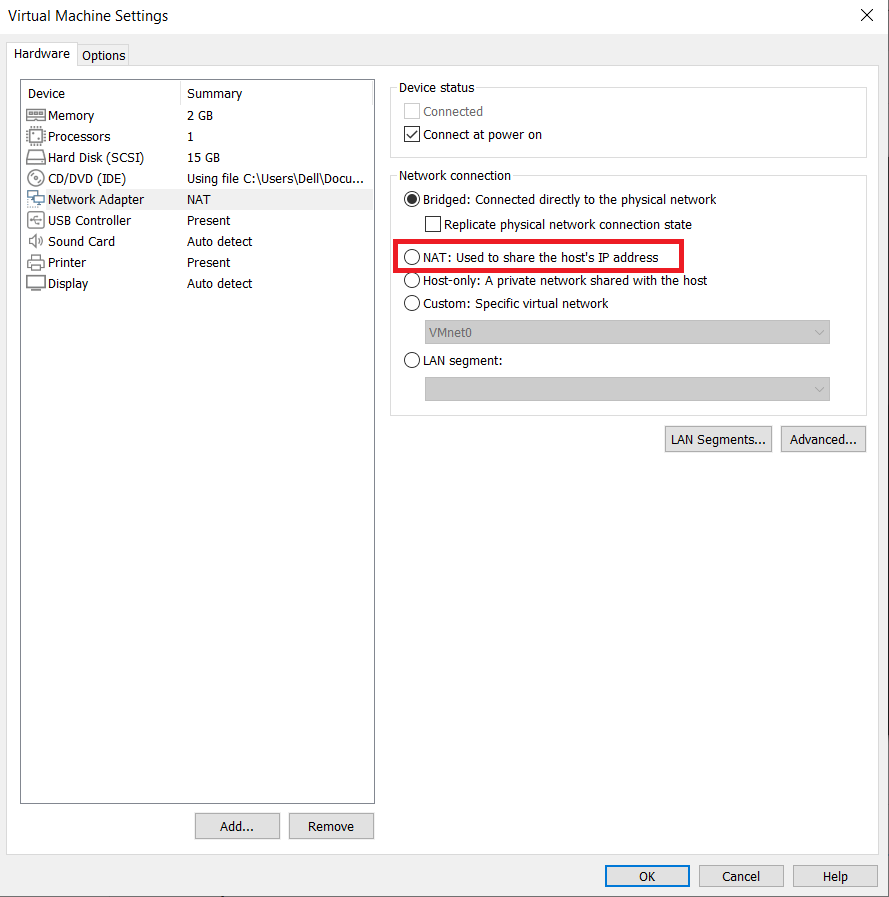 Virtual Machine Settings
Hardware Options
Device Summary
Memory 2 GB
Processors 1
Hard Disk (SCSI) 15 GB
CD/DVD (IDE) Using file C:\Users\Dell\Docu...
Network Adapter NAT
USB Controller Present
Sound Card Auto detect
Printer Present
Display Auto detect
Add... Remove
Device status
Connected
Connect at power on
Network connection
Bridged: Connected directly to the physical network
Replicate physical network connection state
NAT: Used to share the host's IP address
Host-only: A private network shared with the host
Custom: Specific virtual network
VMnet0
LAN segment:
LAN Segments... Advanced...
OK Cancel Help